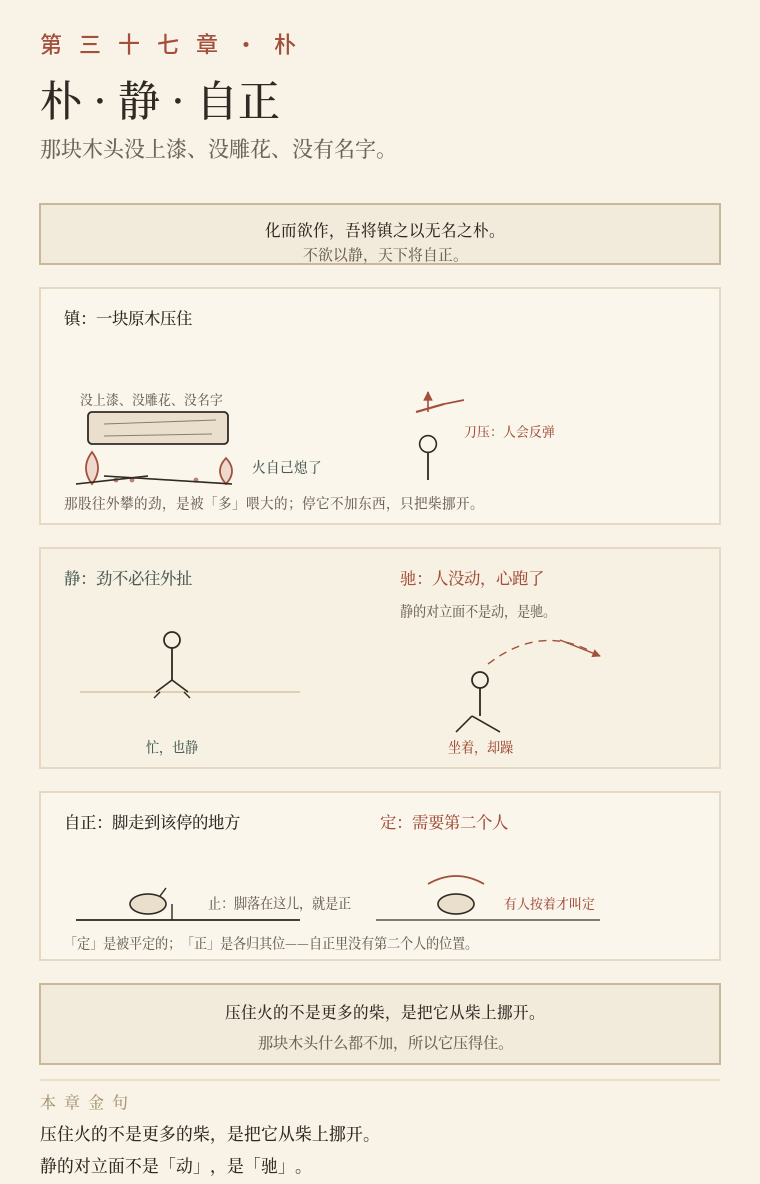 第三十七章·朴
朴·静·自正
那块木头没上漆、没雕花、没有名字。
化而欲作，吾将镇之以无名之朴。
不欲以静，天下将自正。
镇：一块原木压住
没上漆、没雕花、没名字
刀压：人会反弹
火自己熄了
那股往外攀的劲，是被「多」喂大的；停它不加东西，只把柴挪开。
静：劲不必往外扯
驰：人没动，心跑了
静的对立面不是动，是驰。
忙，也静
坐着，却躁
自正：脚走到该停的地方
定：需要第二个人
止：脚落在这儿，就是正
有人按着才叫定
「定」是被平定的；「正」是各归其位——自正里没有第二个人的位置。
压住火的不是更多的柴，是把它从柴上挪开。
那块木头什么都不加，所以它压得住。
本章金句
压住火的不是更多的柴，是把它从柴上挪开。
静的对立面不是「动」，是「驰」。